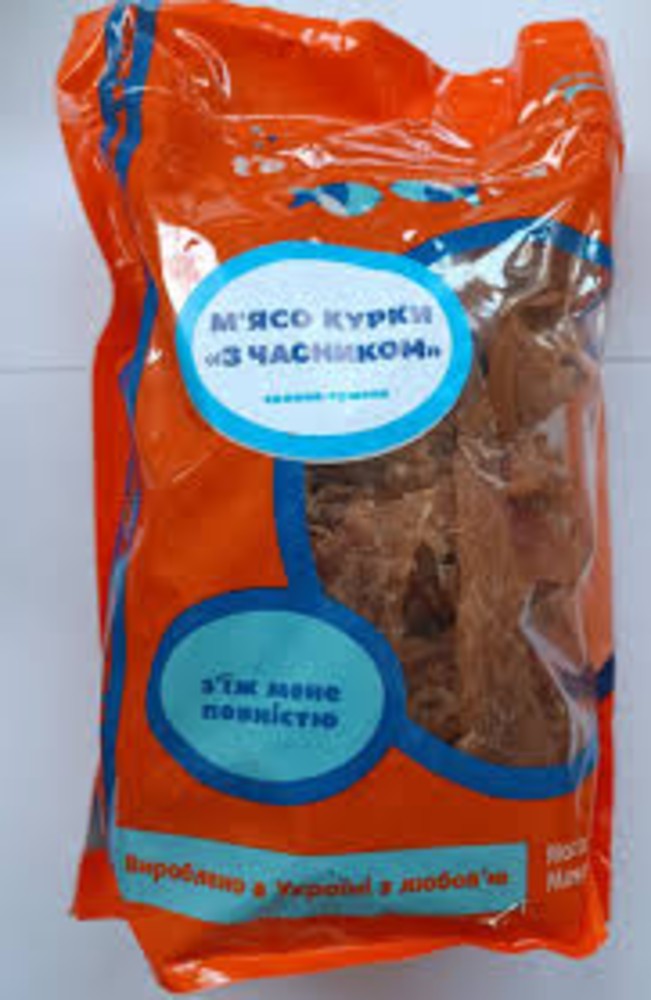 М'ЯСО КУРКИ
«З ЧАСНИКОМ»
з'їж мене
повністю
Вироблено в Україні з любов'ю